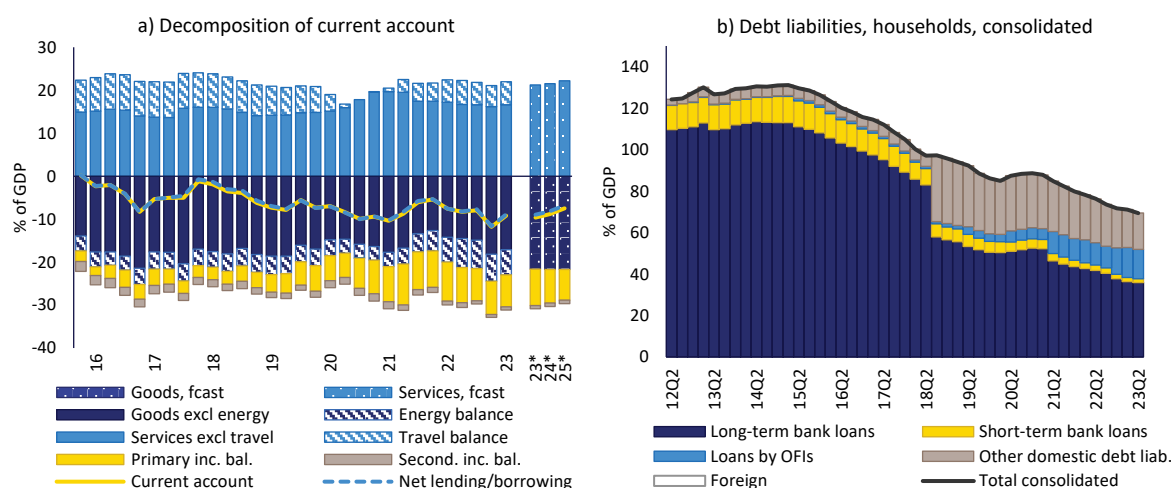 a) Decomposition of current account
% of GDP
30
20
10
0
-10
-20
-30
-40
16
17
18
19
20
21
22
23
23*
24*
25*
Goods, fcast
Services, fcast
Goods excl energy
Energy balance
Services excl travel
Travel balance
Primary inc. bal.
Second. inc. bal.
Current account
Net lending/borrowing
b) Debt liabilities, households, consolidated
% of GDP
140
120
100
80
60
40
20
0
12Q2
13Q2
14Q2
15Q2
16Q2
17Q2
18Q2
19Q2
20Q2
21Q2
22Q2
23Q2
Long-term bank loans
Short-term bank loans
Loans by OFIs
Other domestic debt liab.
Foreign
Total consolidated